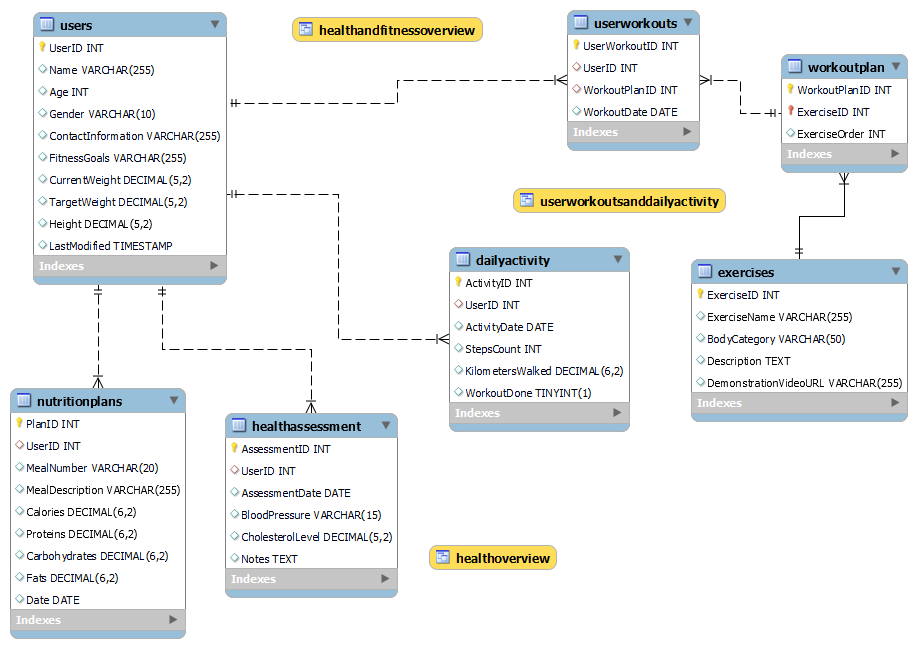 users
UserID INT
Name VARCHAR(255)
Age INT
Gender VARCHAR(10)
ContactInformation VARCHAR(255)
FitnessGoals VARCHAR(255)
CurrentWeight DECIMAL(5,2)
TargetWeight DECIMAL(5,2)
Height DECIMAL(5,2)
LastModified TIMESTAMP
Indexes
healthandfitnessoverview
userworkouts
UserWorkoutID INT
UserID INT
WorkoutPlanID INT
WorkoutDate DATE
Indexes
workoutplan
WorkoutPlanID INT
ExerciseID INT
ExerciseOrder INT
Indexes
userworkoutsanddailyactivity
dailyactivity
ActivityID INT
UserID INT
ActivityDate DATE
StepsCount INT
KilometersWalked DECIMAL(6,2)
WorkoutDone TINYINT(1)
Indexes
exercises
ExerciseID INT
ExerciseName VARCHAR(255)
BodyCategory VARCHAR(50)
Description TEXT
DemonstrationVideoURL VARCHAR(255)
Indexes
nutritionplans
PlanID INT
UserID INT
MealNumber VARCHAR(20)
MealDescription VARCHAR(255)
Calories DECIMAL(6,2)
Proteins DECIMAL(6,2)
Carbohydrates DECIMAL(6,2)
Fats DECIMAL(6,2)
Date DATE
Indexes
healthassessment
AssessmentID INT
UserID INT
AssessmentDate DATE
BloodPressure VARCHAR(15)
CholesterolLevel DECIMAL(5,2)
Notes TEXT
Indexes
healthoverview